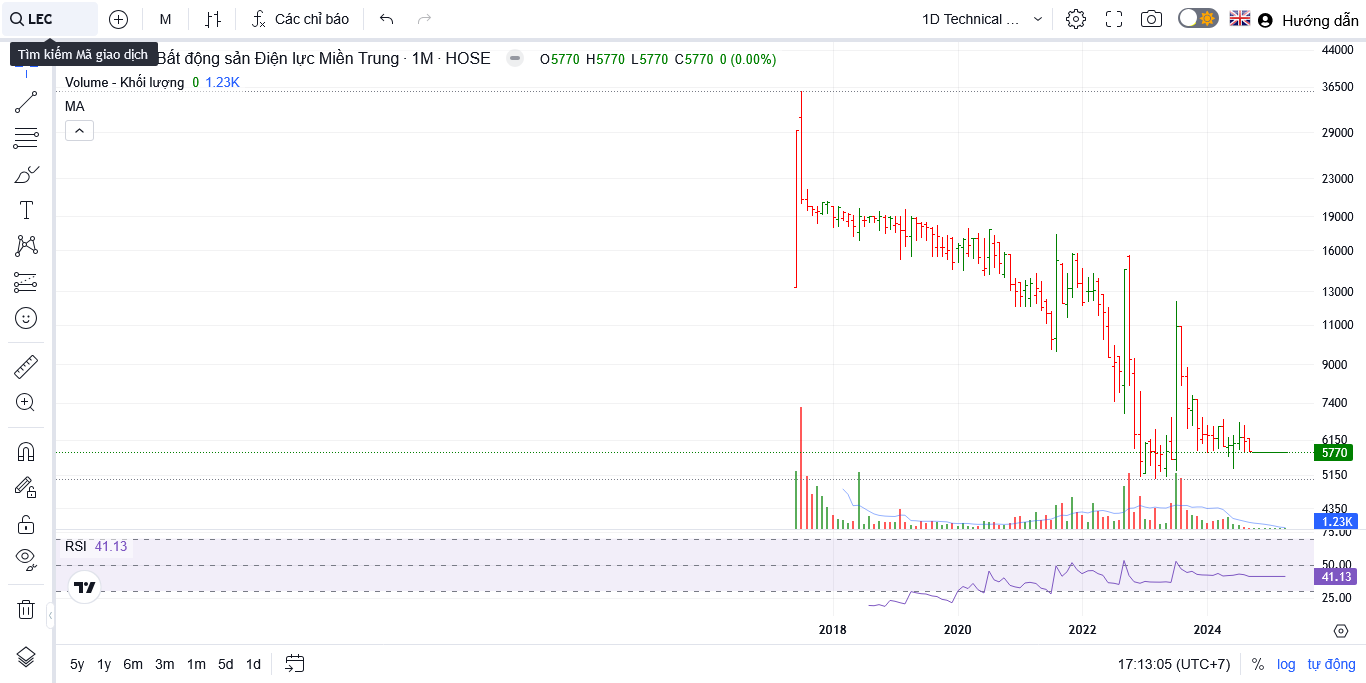 LEC
M
Các chỉ báo
1D Technical ...
Hướng dẫn
Tìm kiếm Mã giao dịch
Bất động sản Điện lực Miền Trung · 1M · HOSE
O5770 H5770 L5770 C5770 0 (0.00%)
Volume - Khối lượng 0 1.23K
MA
44000
36500
29000
23000
19000
16000
13000
11000
9000
7400
6150
5770
5150
4350
1.23K
75.00
RSI 41.13
50.00
41.13
25.00
2018 2020 2022 2024
5y 1y 6m 3m 1m 5d 1d
17:13:05 (UTC+7) % log tự động